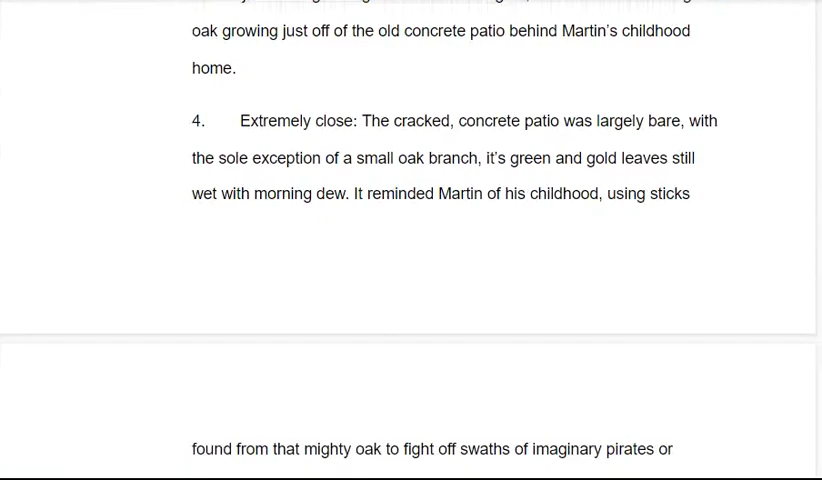 oak growing just off of the old concrete patio behind Martin's childhood
home.
4. Extremely close: The cracked, concrete patio was largely bare, with
the sole exception of a small oak branch, it's green and gold leaves still
wet with morning dew. It reminded Martin of his childhood, using sticks
found from that mighty oak to fight off swaths of imaginary pirates or